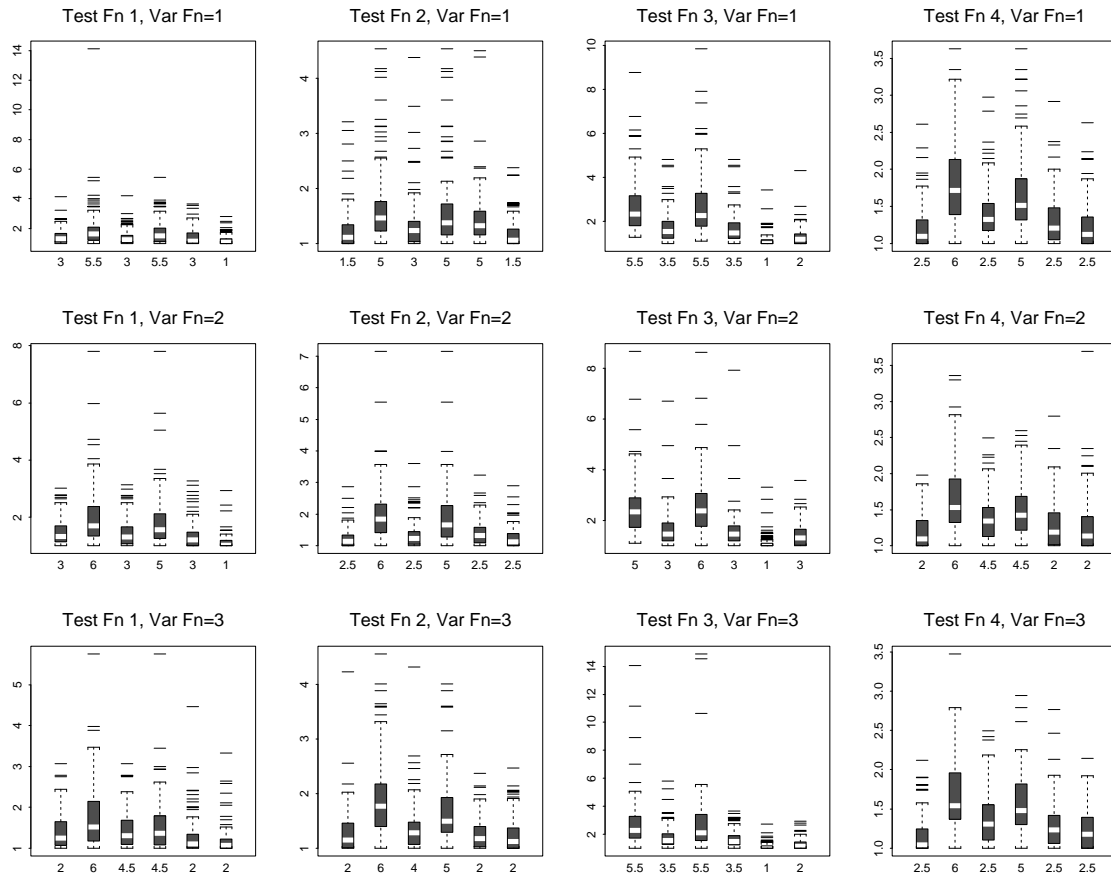 Test Fn 1, Var Fn=1
14
12
10
8
6
4
2
3 5.5 3 5.5 3 1
Test Fn 2, Var Fn=1
4
3
2
1
1.5 5 3 5 5 1.5
Test Fn 3, Var Fn=1
10
8
6
4
2
5.5 3.5 5.5 3.5 1 2
Test Fn 4, Var Fn=1
3.5
3.0
2.5
2.0
1.5
1.0
2.5 6 2.5 5 2.5 2.5
Test Fn 1, Var Fn=2
8
6
4
2
3 6 3 5 3 1
Test Fn 2, Var Fn=2
7
6
5
4
3
2
1
2.5 6 2.5 5 2.5 2.5
Test Fn 3, Var Fn=2
8
6
4
2
5 3 6 3 1 3
Test Fn 4, Var Fn=2
3.5
3.0
2.5
2.0
1.5
1.0
2 6 4.5 4.5 2 2
Test Fn 1, Var Fn=3
5
4
3
2
1
2 6 4.5 4.5 2 2
Test Fn 2, Var Fn=3
4
3
2
1
2 6 4 5 2 2
Test Fn 3, Var Fn=3
14
12
10
8
6
4
2
5.5 3.5 5.5 3.5 1 2
Test Fn 4, Var Fn=3
3.5
3.0
2.5
2.0
1.5
1.0
2.5 6 2.5 5 2.5 2.5